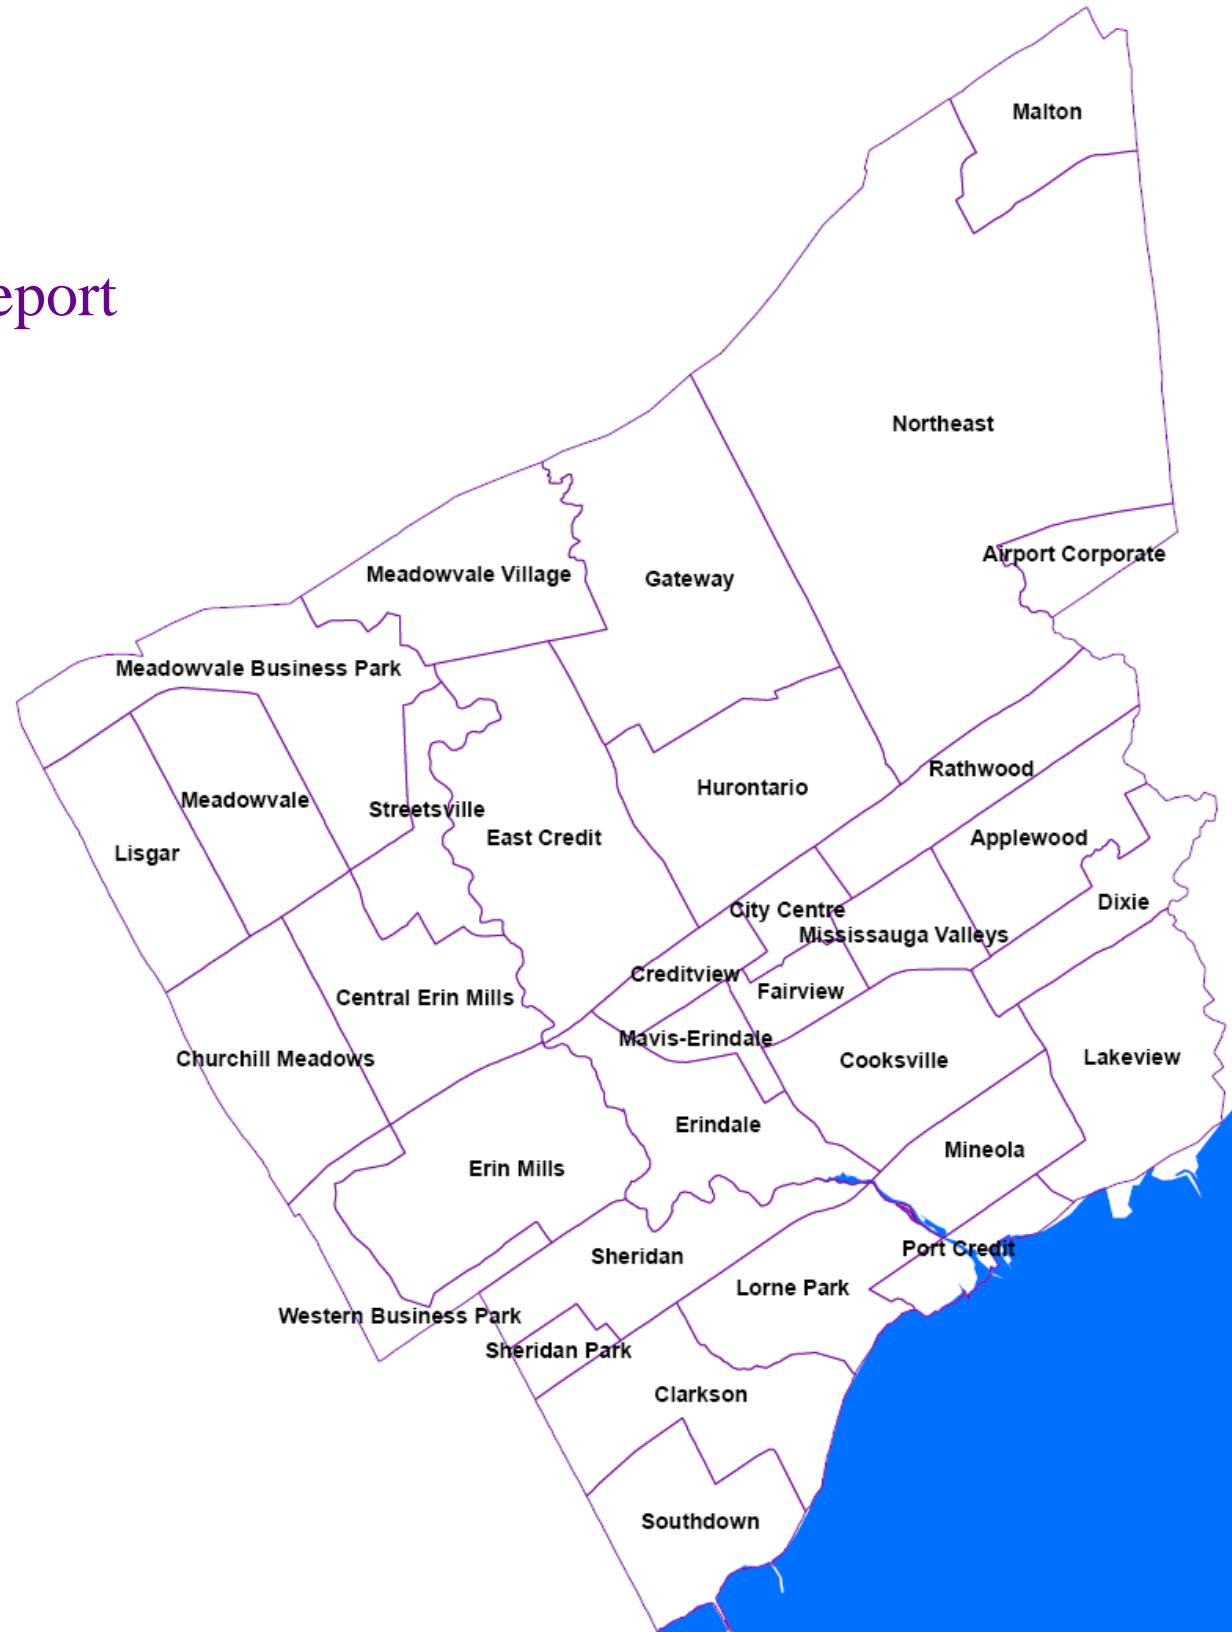 Malton
eport
Northeast
Airport Corporate
Meadowvale Village
Gateway
Meadowvale Business Park
Rathwood
Hurontario
Meadowvale
Streetsville
East Credit
Applewood
Lisgar
Dixie
City Centre
Mississauga Valleys
Creditview
Fairview
Central Erin Mills
Mavis-Erindale
Churchill Meadows
Cooksville
Lakeview
Erindale
Mineola
Erin Mills
Port Credit
Sheridan
Lorne Park
Western Business Park
Sheridan Park
Clarkson
Southdown